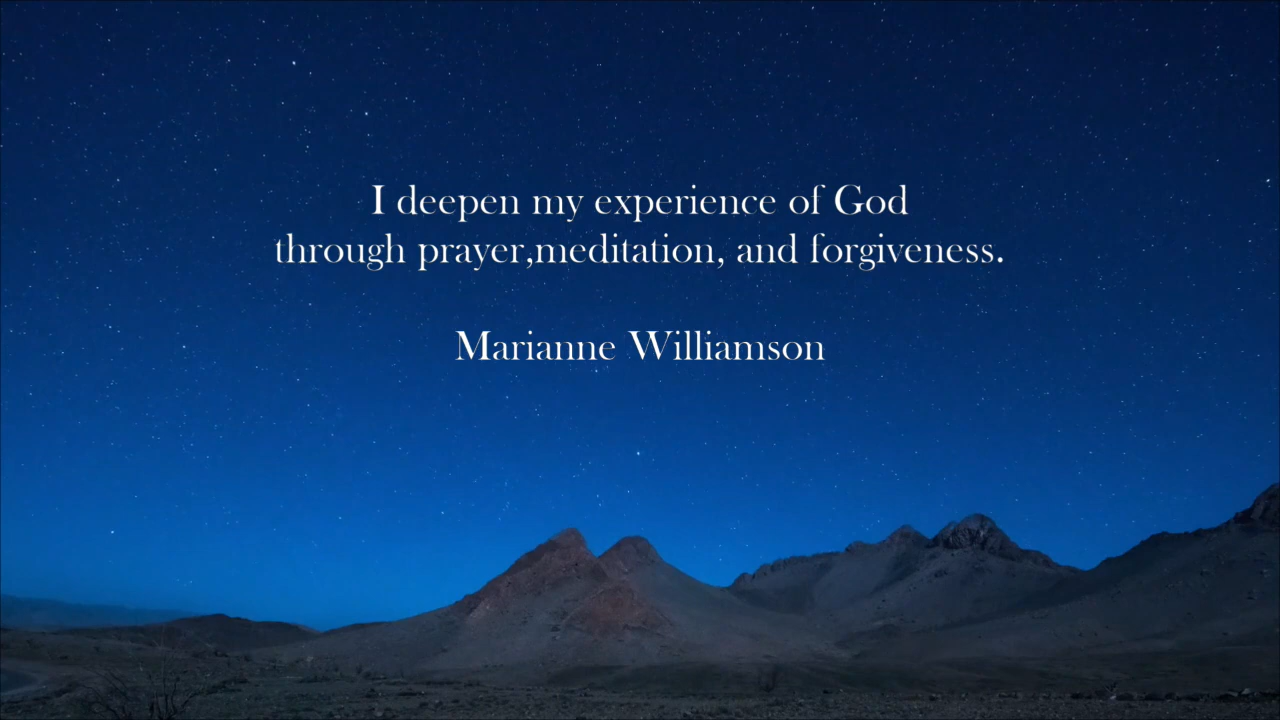 I deepen my experience of God
through prayer,meditation, and forgiveness.
Marianne Williamson